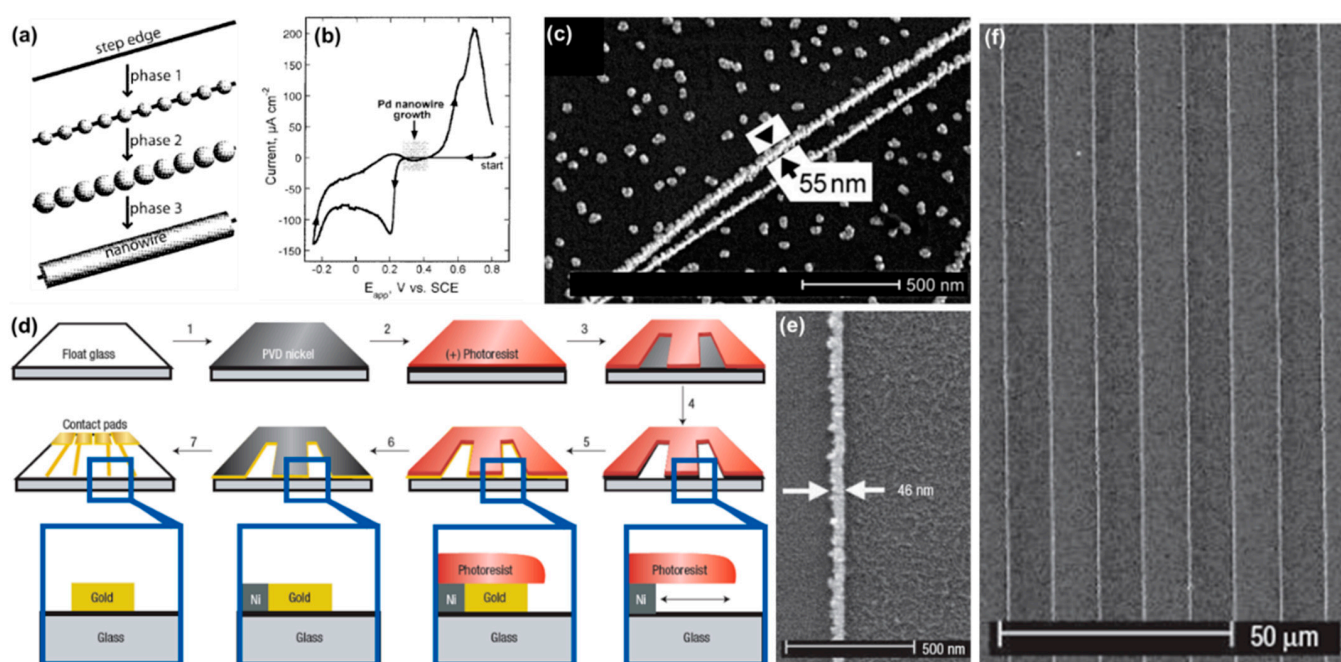 (a)
step edge
phase 1
phase 2
phase 3
nanowire
(b)
200
150
100
50
0
-50
-100
-150
Current, µA cm⁻²
Pd nanowire
growth
start
-0.2 0 0.2 0.4 0.6 0.8
E_app, V vs. SCE
(c)
55 nm
500 nm
(d)
Float glass
1
PVD nickel
2
(+) Photoresist
3
4
Contact pads
7
6
5
Gold
Glass
Ni Gold
Glass
Photoresist
Ni Gold
Glass
Photoresist
Ni
Glass
(e)
46 nm
500 nm
(f)
50 µm